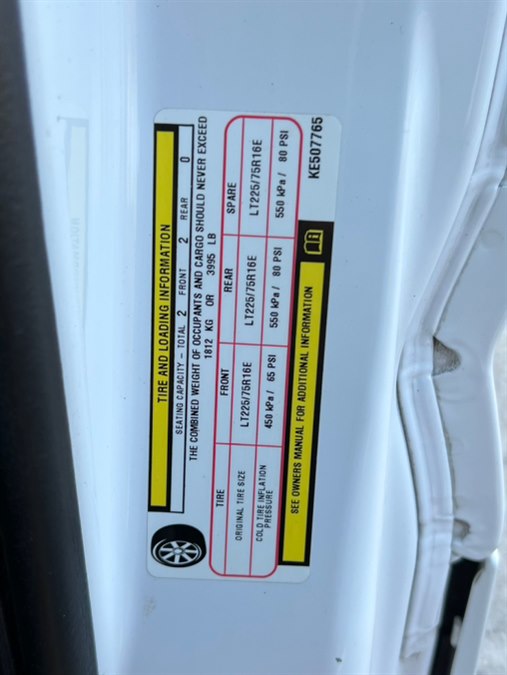 TIRE AND LOADING INFORMATION
SEATING CAPACITY - TOTAL 2 FRONT 2 REAR 0
THE COMBINED WEIGHT OF OCCUPANTS AND CARGO SHOULD NEVER EXCEED
1812 KG OR 3995 LB
TIRE FRONT REAR SPARE
ORIGINAL TIRE SIZE LT225/75R16E LT225/75R16E LT225/75R16E
COLD TIRE INFLATION
PRESSURE 450 kPa / 65 PSI 550 kPa / 80 PSI 550 kPa / 80 PSI
SEE OWNERS MANUAL FOR ADDITIONAL INFORMATION
KE507765